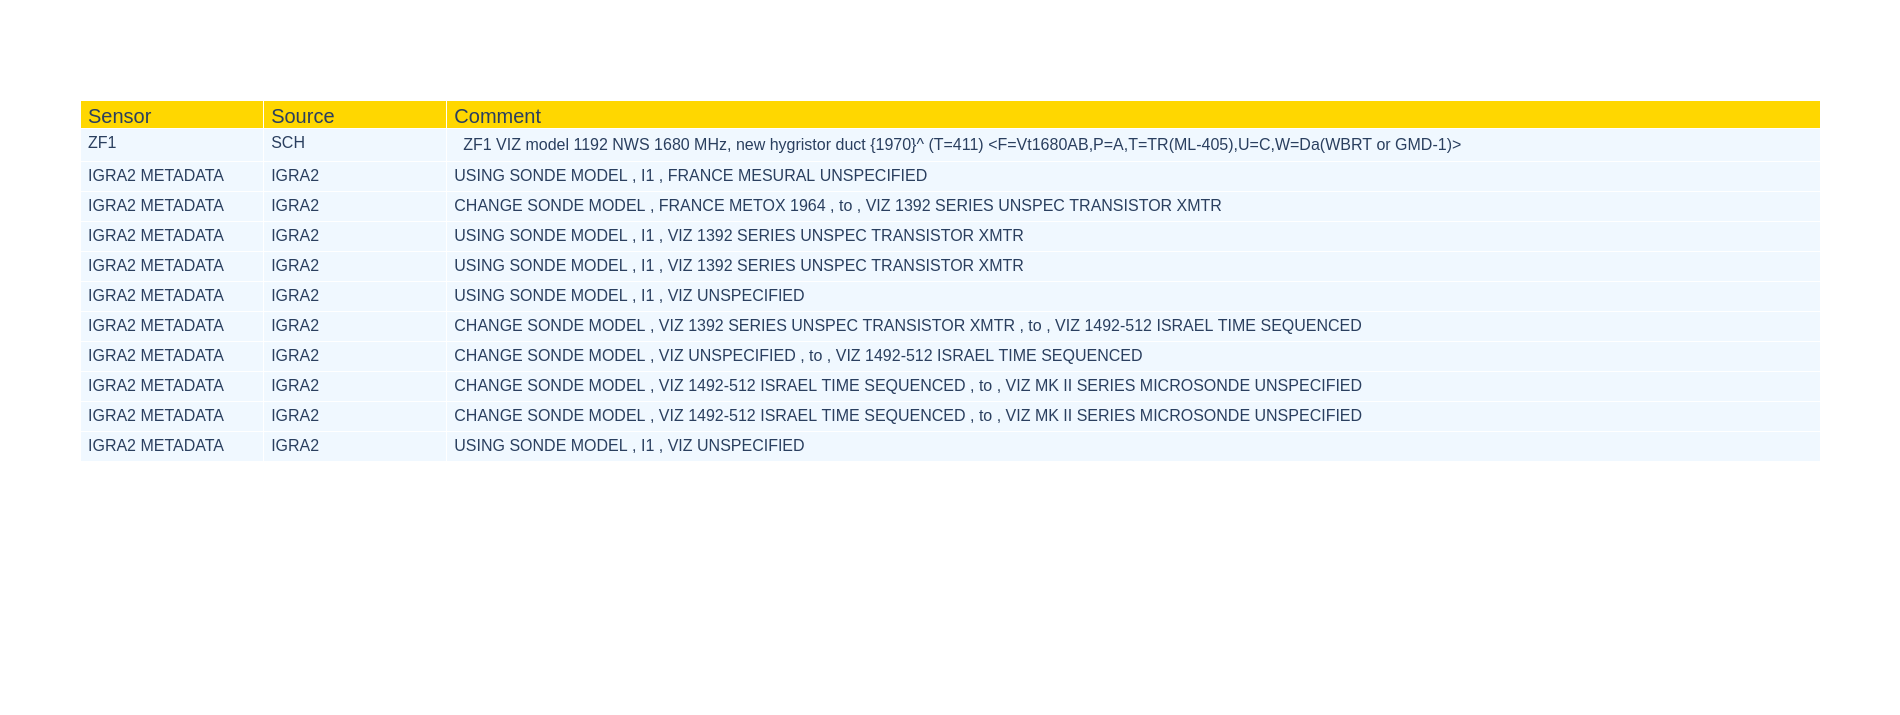 Sensor Source Comment
ZF1 SCH ZF1 VIZ model 1192 NWS 1680 MHz, new hygristor duct {1970}^ (T=411) <F=Vt1680AB,P=A,T=TR(ML-405),U=C,W=Da(WBRT or GMD-1)>
IGRA2 METADATA IGRA2 USING SONDE MODEL , I1 , FRANCE MESURAL UNSPECIFIED
IGRA2 METADATA IGRA2 CHANGE SONDE MODEL , FRANCE METOX 1964 , to , VIZ 1392 SERIES UNSPEC TRANSISTOR XMTR
IGRA2 METADATA IGRA2 USING SONDE MODEL , I1 , VIZ 1392 SERIES UNSPEC TRANSISTOR XMTR
IGRA2 METADATA IGRA2 USING SONDE MODEL , I1 , VIZ 1392 SERIES UNSPEC TRANSISTOR XMTR
IGRA2 METADATA IGRA2 USING SONDE MODEL , I1 , VIZ UNSPECIFIED
IGRA2 METADATA IGRA2 CHANGE SONDE MODEL , VIZ 1392 SERIES UNSPEC TRANSISTOR XMTR , to , VIZ 1492-512 ISRAEL TIME SEQUENCED
IGRA2 METADATA IGRA2 CHANGE SONDE MODEL , VIZ UNSPECIFIED , to , VIZ 1492-512 ISRAEL TIME SEQUENCED
IGRA2 METADATA IGRA2 CHANGE SONDE MODEL , VIZ 1492-512 ISRAEL TIME SEQUENCED , to , VIZ MK II SERIES MICROSONDE UNSPECIFIED
IGRA2 METADATA IGRA2 CHANGE SONDE MODEL , VIZ 1492-512 ISRAEL TIME SEQUENCED , to , VIZ MK II SERIES MICROSONDE UNSPECIFIED
IGRA2 METADATA IGRA2 USING SONDE MODEL , I1 , VIZ UNSPECIFIED